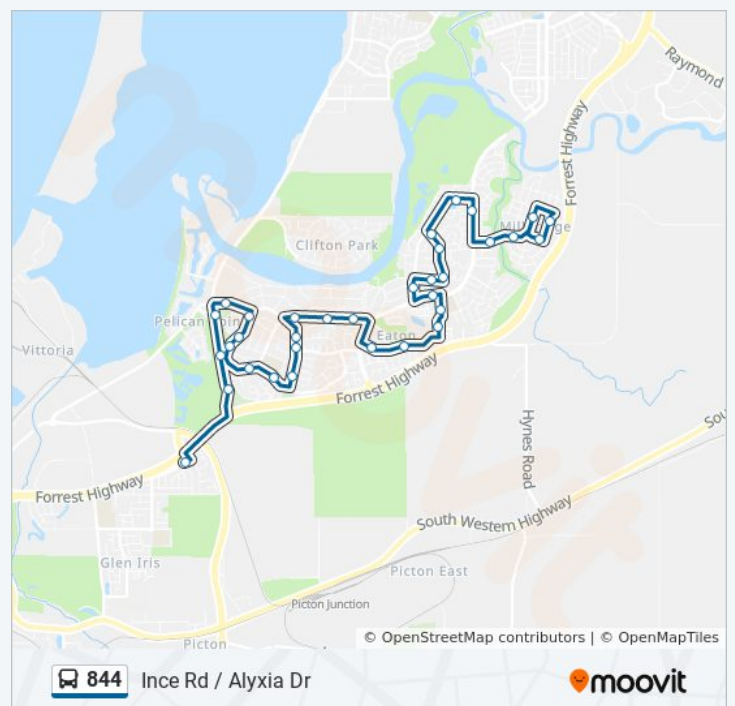 Raymond
Forrest Highway
Clifton Park
Pelican Point
Eaton
Vittoria
Forrest Highway
Hynes Road
Forrest Highway
South Western Highway
Glen Iris
Picton East
Picton Junction
Picton
© OpenStreetMap contributors | © OpenMapTiles
844 Ince Rd / Alyxia Dr
moovit